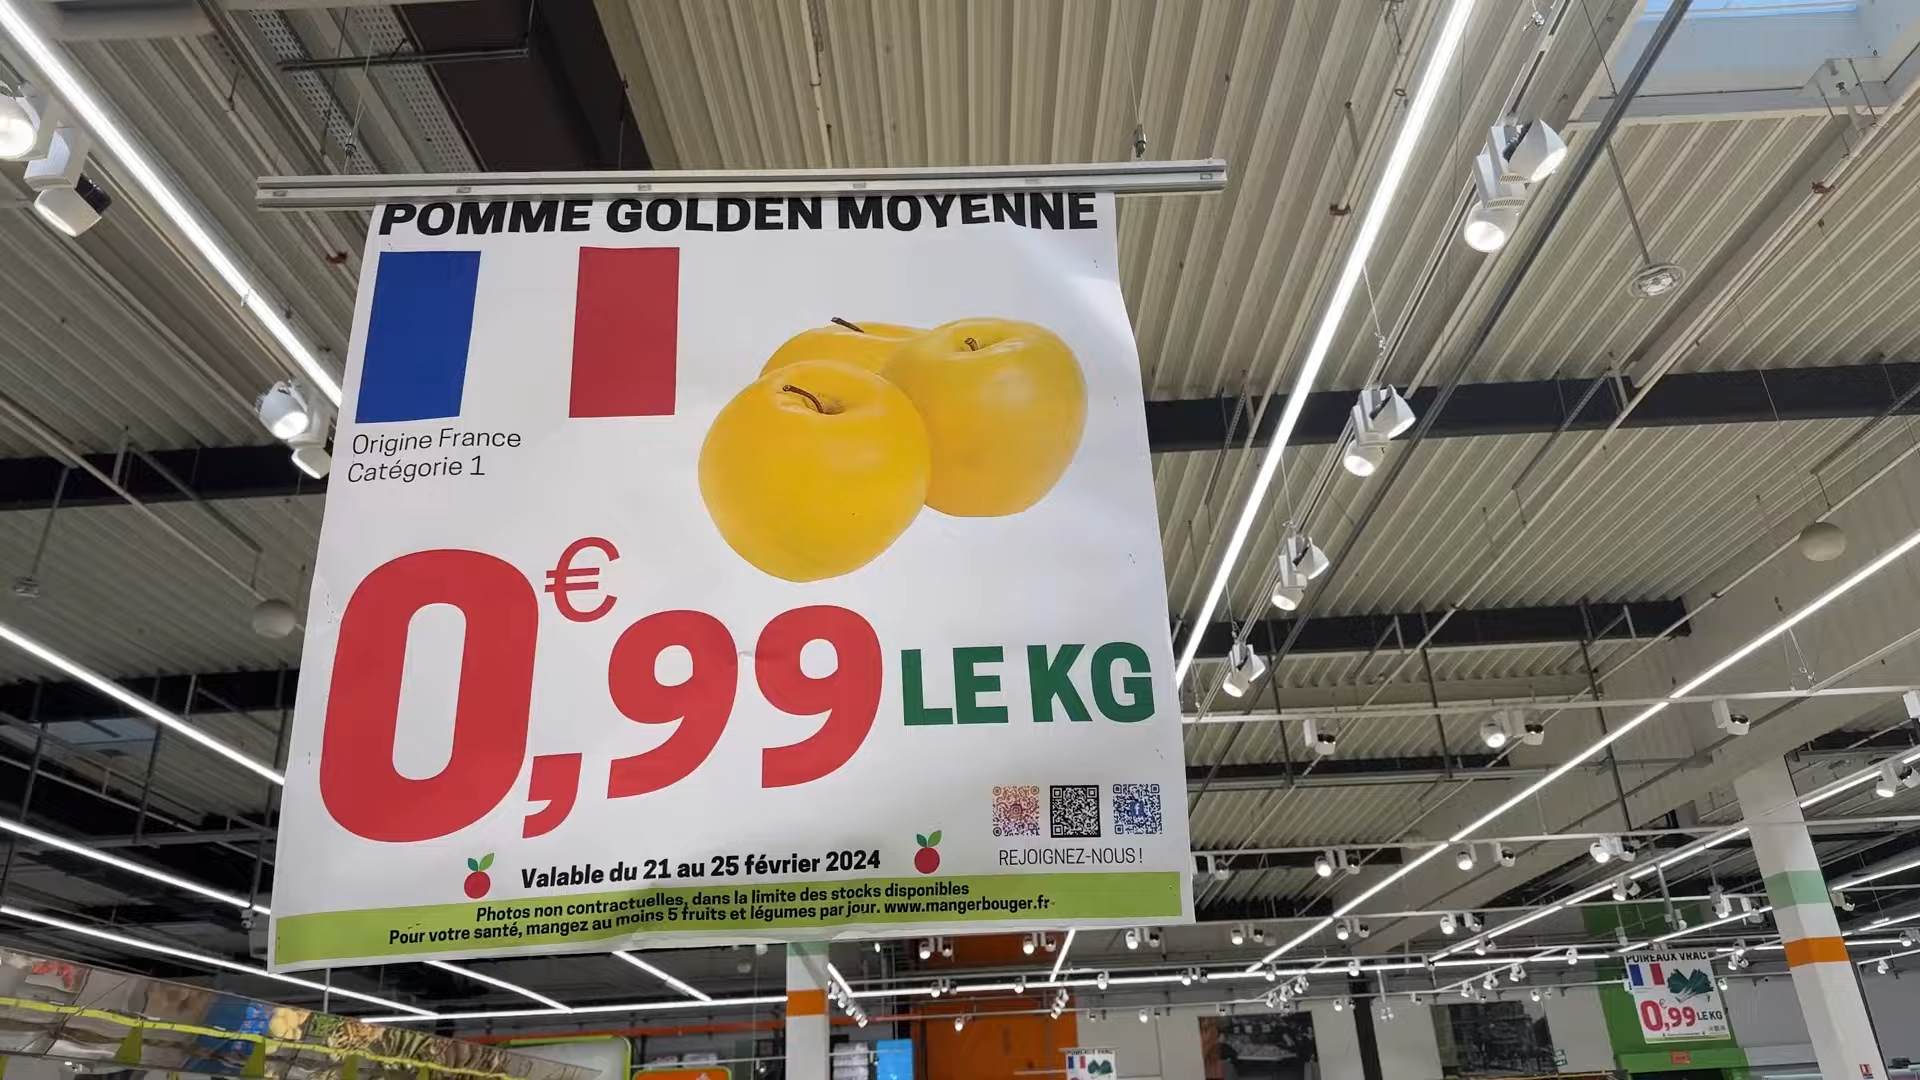 POMME GOLDEN MOYENNE
Origine France
Catégorie 1
0,99 € LE KG
REJOIGNEZ-NOUS !
Valable du 21 au 25 février 2024
Photos non contractuelles, dans la limite des stocks disponibles
Pour votre santé, mangez au moins 5 fruits et légumes par jour. www.mangerbouger.fr
POIREAUX VRAC
0,99 € LE KG